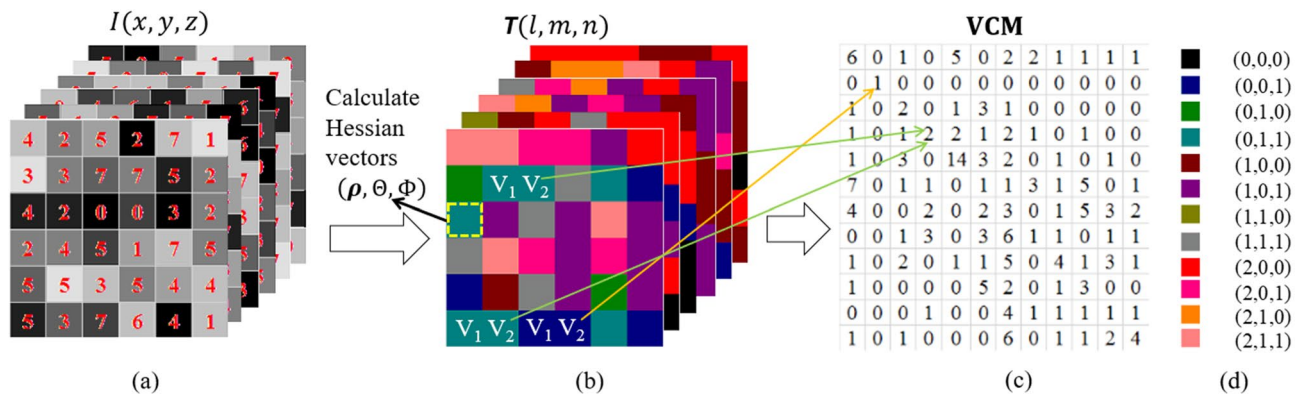 I(x, y, z)
T(l, m, n)
VCM
4 2 5 2 7 1
3 3 7 7 5 2
4 2 0 0 3 2
2 4 5 1 7 5
5 5 3 5 4 4
5 3 7 6 4 1
Calculate
Hessian
vectors
(ρ, Θ, Φ)
V1 V2
V1 V2 V1 V2
6 0 1 0 5 0 2 2 1 1 1 1
0 1 0 0 0 0 0 0 0 0 0 0
1 0 2 0 1 3 1 0 0 0 0 0
1 0 1 2 2 1 2 1 0 1 0 0
1 0 3 0 14 3 2 0 1 0 1 0
7 0 1 1 0 1 1 3 1 5 0 1
4 0 0 2 0 2 3 0 1 5 3 2
0 0 1 3 0 3 6 1 1 0 1 1
1 0 2 0 1 1 5 0 4 1 3 1
1 0 0 0 0 5 2 0 1 3 0 0
0 0 0 1 0 0 4 1 1 1 1 1
1 0 1 0 0 0 6 0 1 1 2 4
(0,0,0)
(0,0,1)
(0,1,0)
(0,1,1)
(1,0,0)
(1,0,1)
(1,1,0)
(1,1,1)
(2,0,0)
(2,0,1)
(2,1,0)
(2,1,1)
(a)
(b)
(c)
(d)